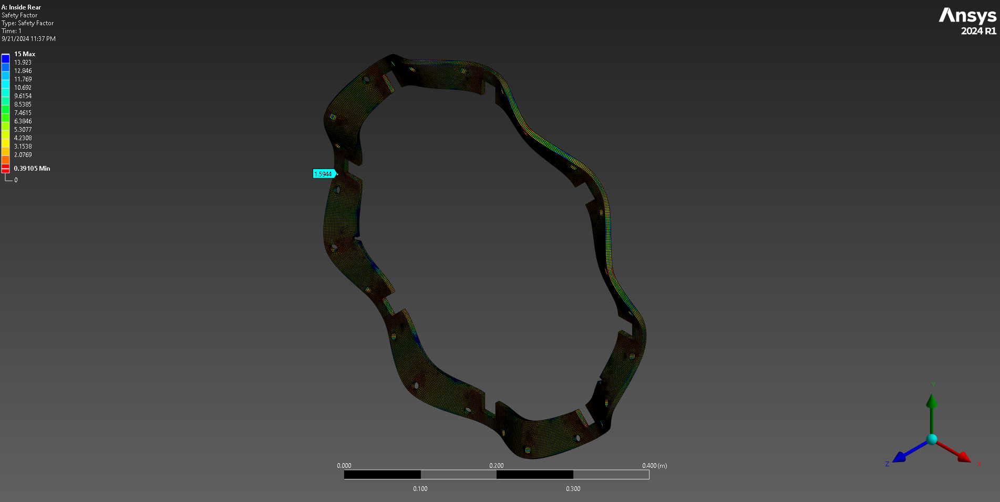 A: Inside Rear
Safety Factor
Type: Safety Factor
Time: 1
9/21/2024 11:37 PM
Ansys
2024 R1
15 Max
13.923
12.846
11.769
10.692
9.6154
8.5385
7.4615
6.3846
5.3077
4.2308
3.1538
2.0769
0.39105 Min
0
1.5944
Y
Z
X
0.000
0.200
0.400 (m)
0.100
0.300